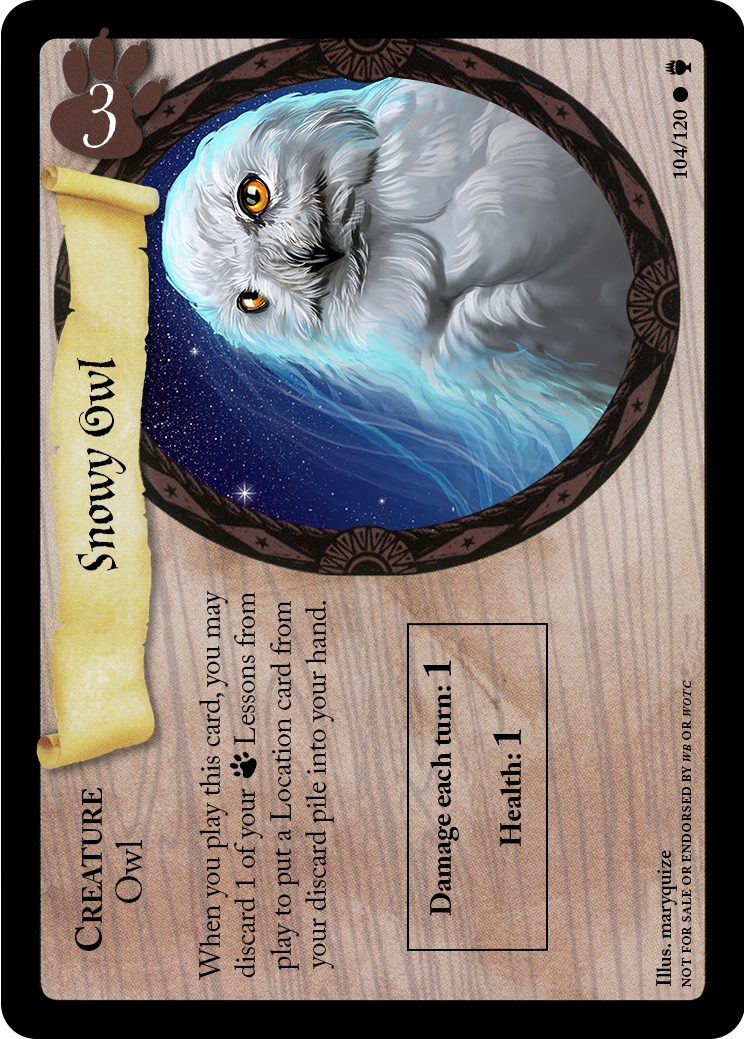 Snowy Owl
3
CREATURE
Owl
When you play this card, you may
discard 1 of your Lessons from
play to put a Location card from
your discard pile into your hand.
Damage each turn: 1
Health: 1
Illus. maryquize
NOT FOR SALE OR ENDORSED BY WB OR WOTC
104/120